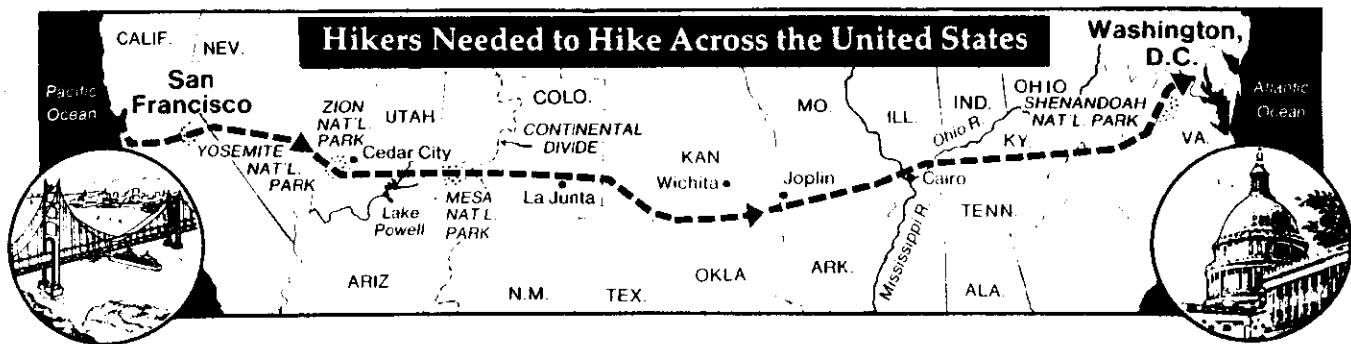 Hikers Needed to Hike Across the United States
CALIF.
NEV.
Pacific
Ocean
San
Francisco
YOSEMITE
NAT'L.
PARK
ZION
NAT'L.
PARK
UTAH
Cedar City
Lake
Powell
ARIZ
COLO.
CONTINENTAL
DIVIDE
MESA
NAT'L.
PARK
La Junta
N.M.
TEX.
KAN
Wichita
OKLA
Joplin
MO.
ARK.
ILL.
Mississippi R.
Cairo
IND.
Ohio R.
OHIO
KY.
TENN.
ALA.
SHENANDOAH
NAT'L. PARK
VA.
Washington,
D.C.
Atlantic
Ocean